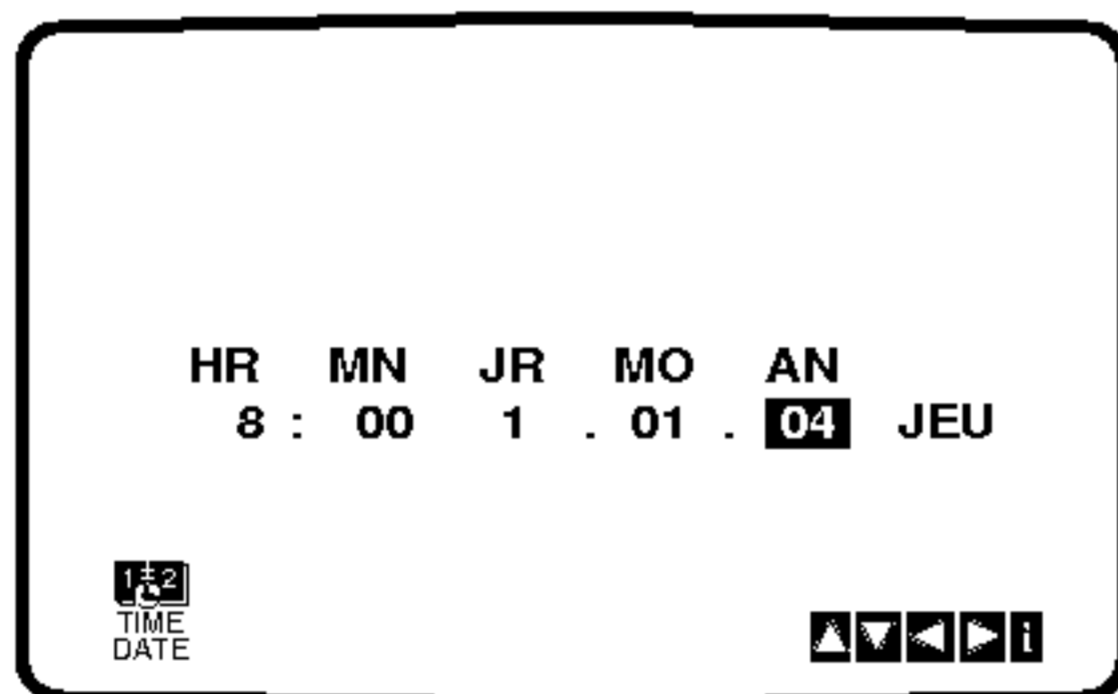 HR MN JR MO AN
8 : 00 1 . 01 . 04 JEU
1 2
TIME
DATE
i